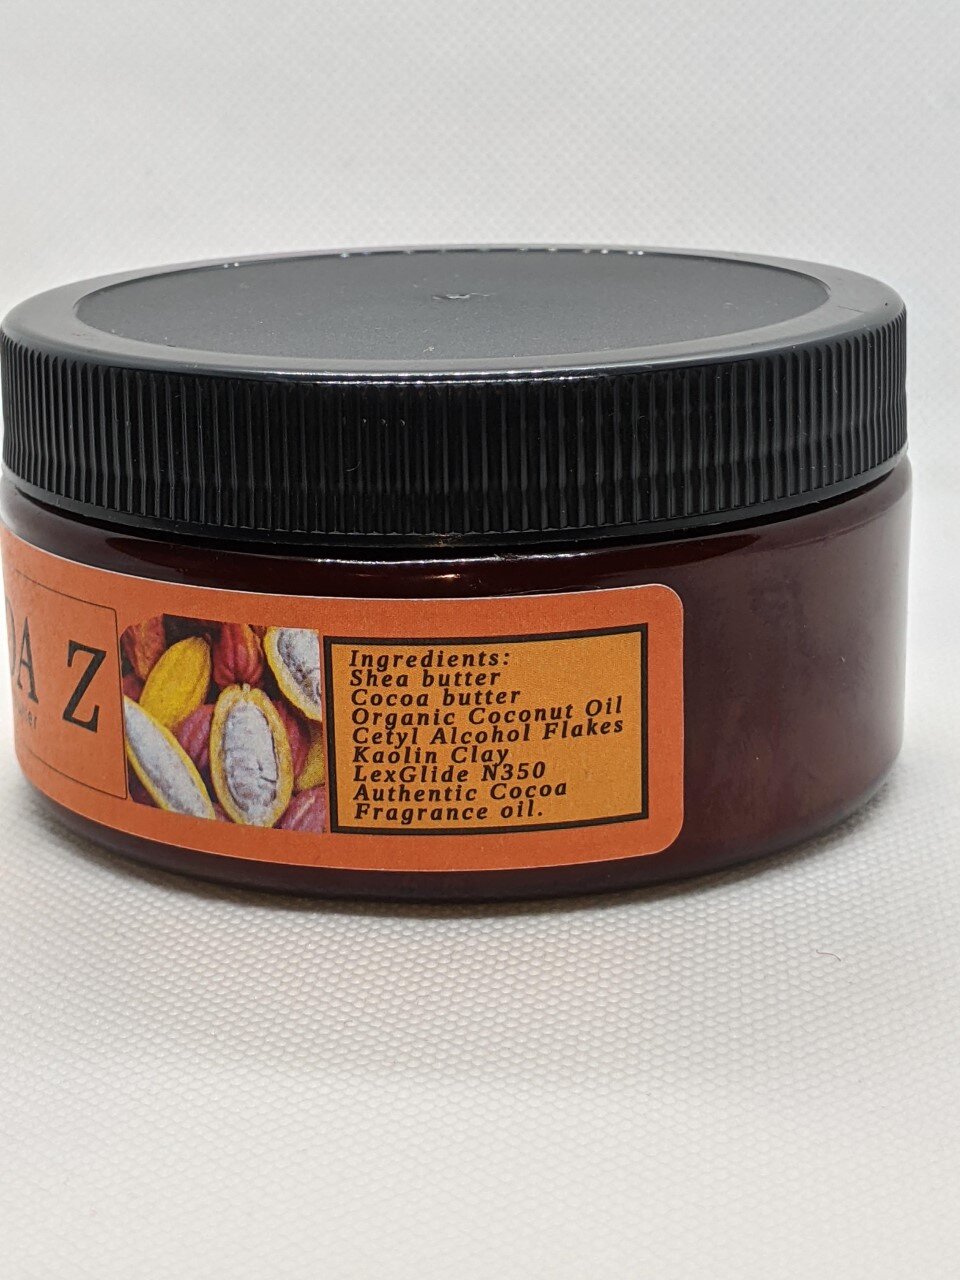 A Z
Ingredients:
Shea butter
Cocoa butter
Organic Coconut Oil
Cetyl Alcohol Flakes
Kaolin Clay
LexGlide N350
Authentic Cocoa
Fragrance oil.